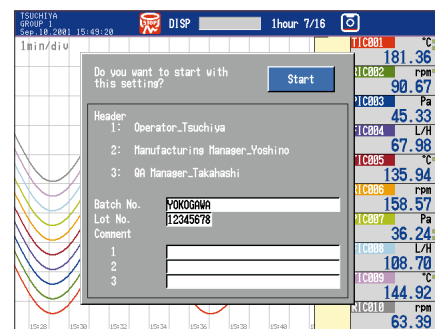 TSUCHIYA
GROUP 1
Sep.10.2001 15:49:20
STOP
DISP
1hour 7/16
1min/div
Do you want to start with
this setting?
Start
Header
1: Operator_Tsuchiya
2: Manufacturing Manager_Yoshino
3: QA Manager_Takahashi
Batch No. YOKOGAWA
Lot No. 12345678
Comment
1
2
3
TIC001 °C
181.36
TIC002 rpm
90.67
TIC003 Pa
45.33
TIC004 L/H
67.98
TIC005 °C
135.94
TIC006 rpm
158.57
TIC007 Pa
36.24
TIC008 L/H
108.70
TIC009 °C
144.92
TIC010 rpm
63.39
15:28 15:30 15:32 15:34 15:36 15:38 15:40